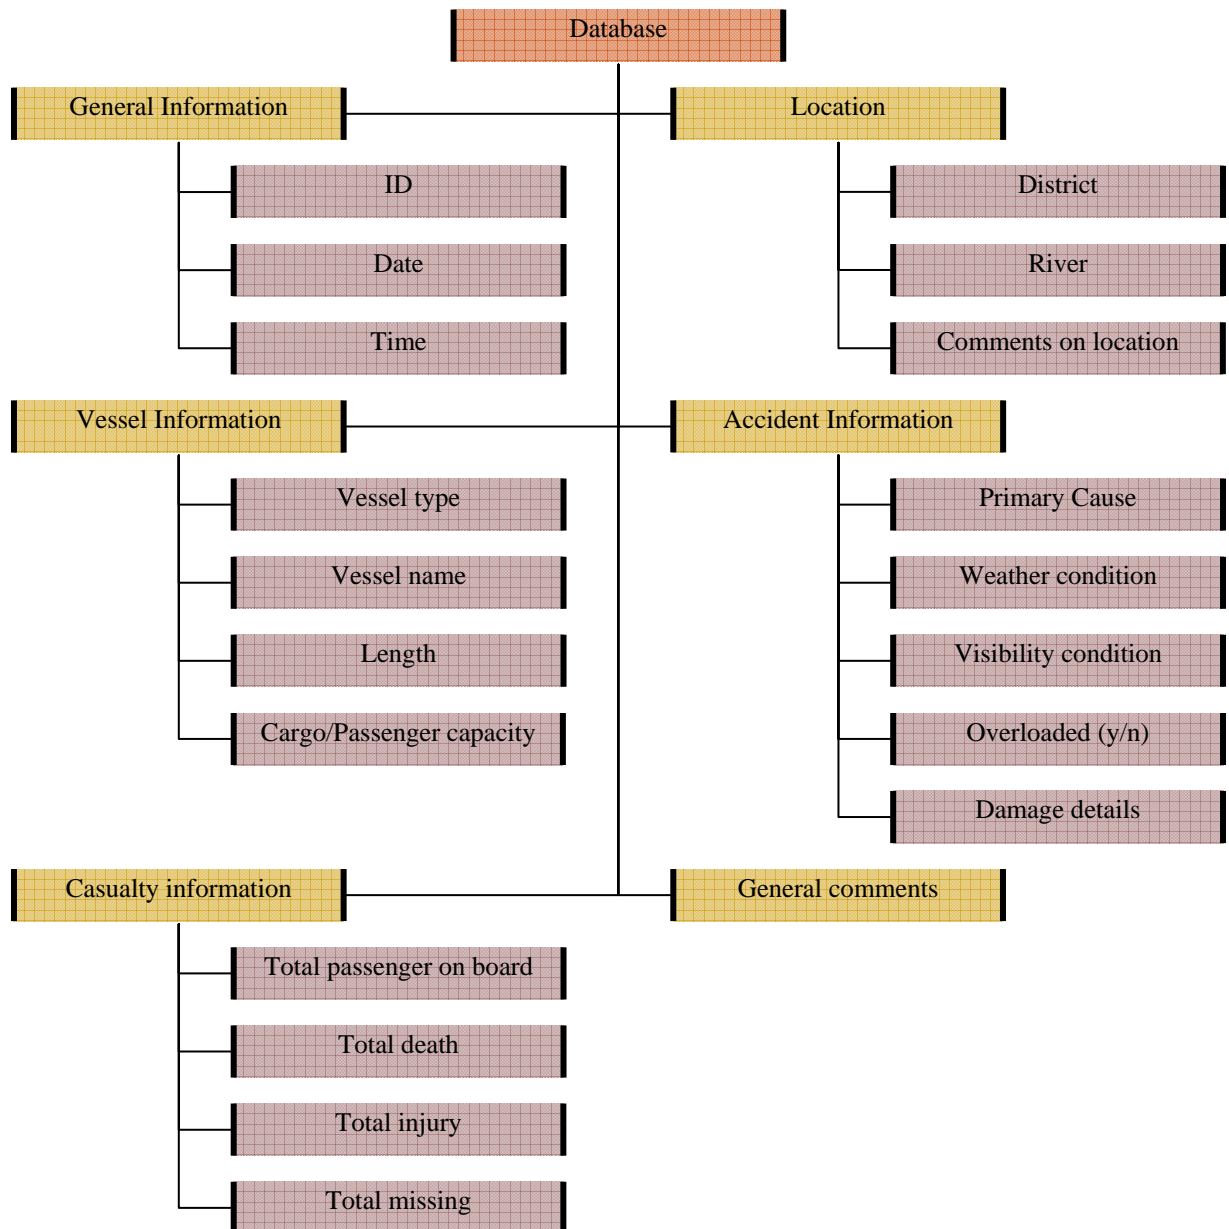 Database
General Information
ID
Date
Time
Location
District
River
Comments on location
Vessel Information
Vessel type
Vessel name
Length
Cargo/Passenger capacity
Accident Information
Primary Cause
Weather condition
Visibility condition
Overloaded (y/n)
Damage details
Casualty information
Total passenger on board
Total death
Total injury
Total missing
General comments